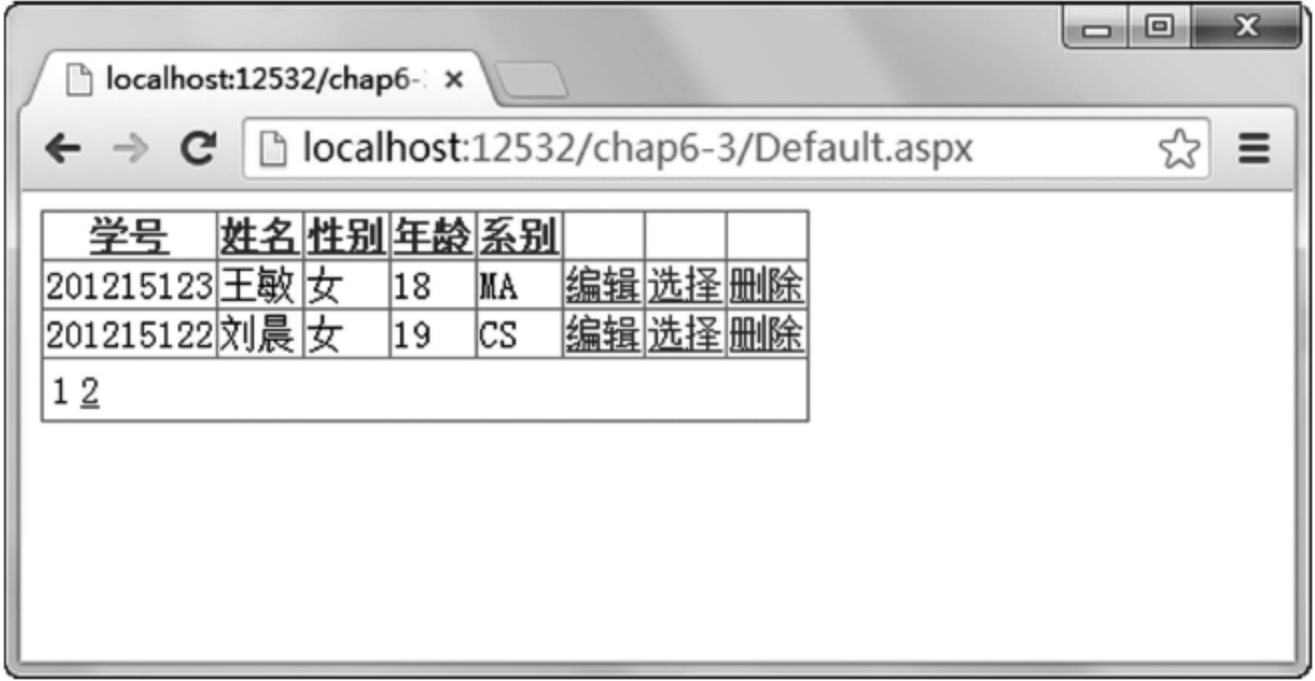 localhost:12532/chap6-
localhost:12532/chap6-3/Default.aspx
学号 姓名 性别 年龄 系别
201215123 王敏 女 18 MA 编辑 选择 删除
201215122 刘晨 女 19 CS 编辑 选择 删除
1 2